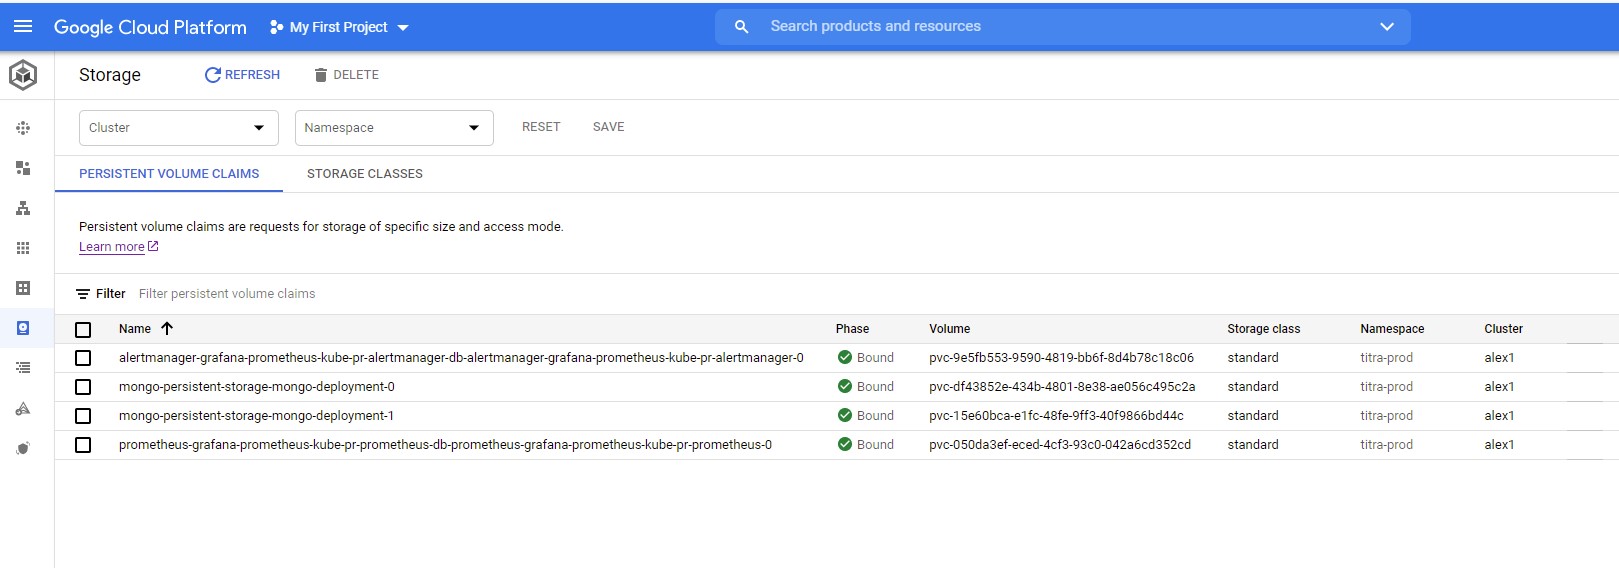 Google Cloud Platform My First Project Search products and resources
Storage REFRESH DELETE
Cluster Namespace RESET SAVE
PERSISTENT VOLUME CLAIMS STORAGE CLASSES
Persistent volume claims are requests for storage of specific size and access mode.
Learn more
Filter Filter persistent volume claims
Name Phase Volume Storage class Namespace Cluster
alertmanager-grafana-prometheus-kube-pr-alertmanager-db-alertmanager-grafana-prometheus-kube-pr-alertmanager-0 Bound pvc-9e5fb553-9590-4819-bb6f-8d4b78c18c06 standard titra-prod alex1
mongo-persistent-storage-mongo-deployment-0 Bound pvc-df43852e-434b-4801-8e38-ae056c495c2a standard titra-prod alex1
mongo-persistent-storage-mongo-deployment-1 Bound pvc-15e60bca-e1fc-48fe-9ff3-40f9866bd44c standard titra-prod alex1
prometheus-grafana-prometheus-kube-pr-prometheus-db-prometheus-grafana-prometheus-kube-pr-prometheus-0 Bound pvc-050da3ef-eced-4cf3-93c0-042a6cd352cd standard titra-prod alex1